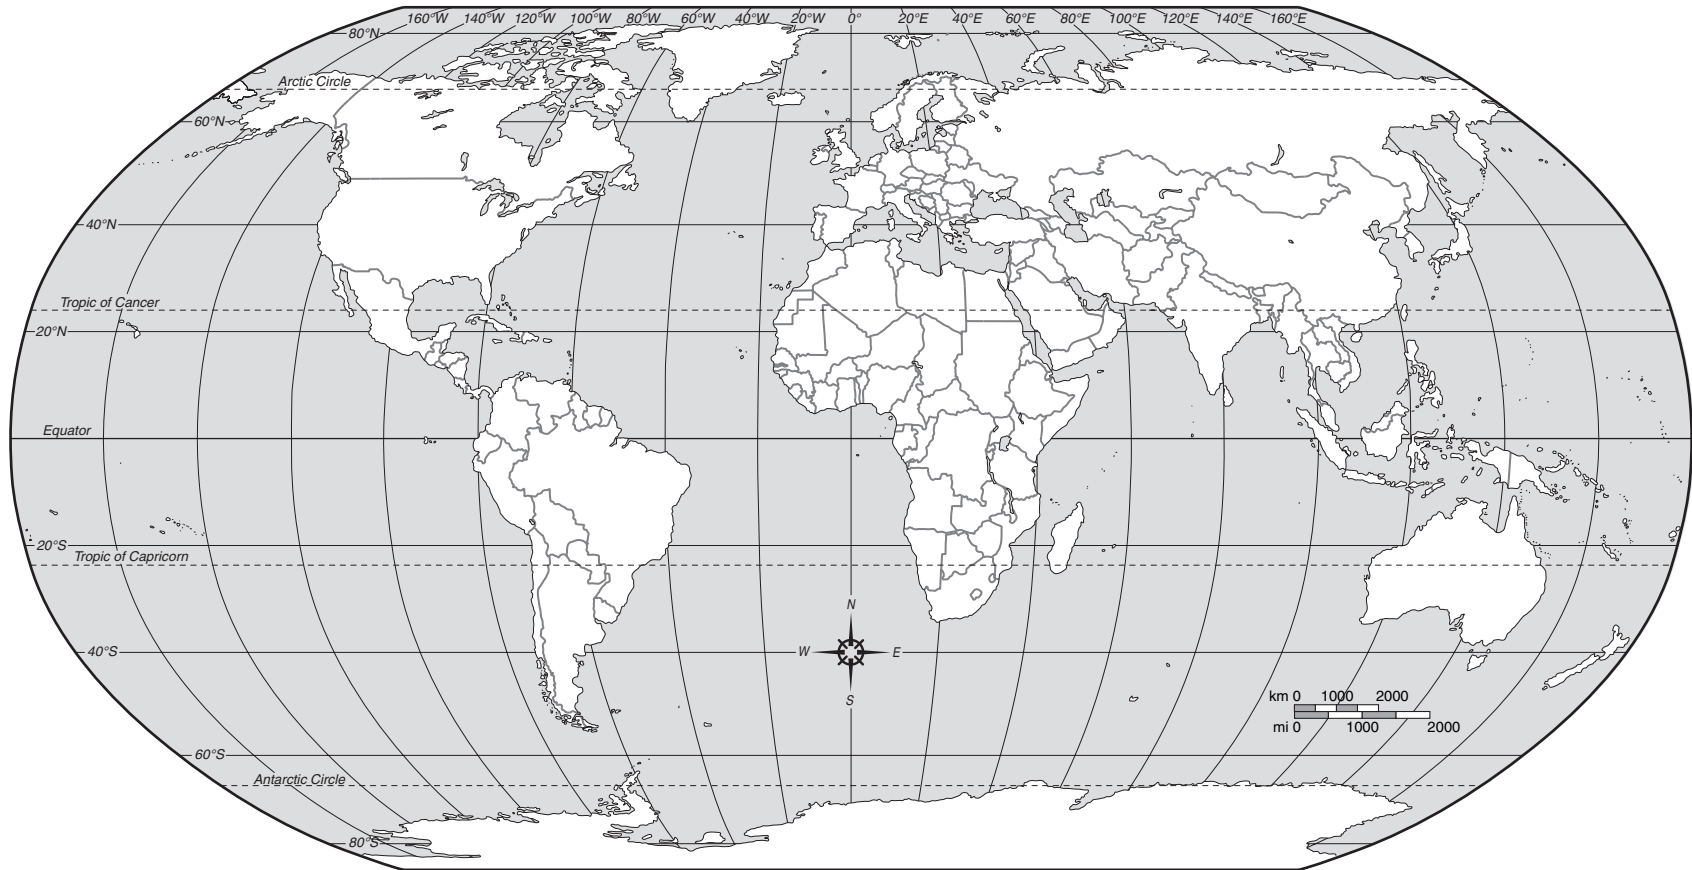 160°W 140°W 120°W 100°W 80°W 60°W 40°W 20°W 0° 20°E 40°E 60°E 80°E 100°E 120°E 140°E 160°E
80°N
Arctic Circle
60°N
40°N
Tropic of Cancer
20°N
Equator
20°S
Tropic of Capricorn
N
40°S
W E
S
km 0 1000 2000
mi 0 1000 2000
60°S
Antarctic Circle
80°S